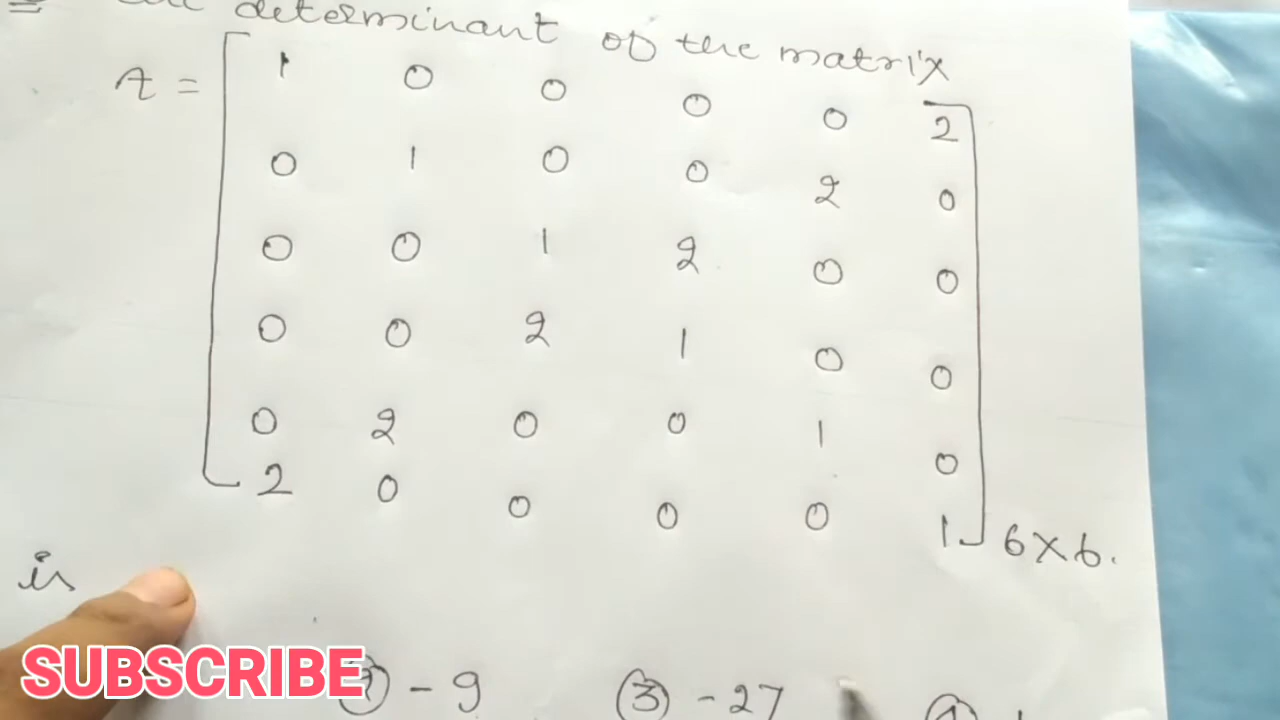 the determinant of the matrix
A =
1 0 0 0 0 2
0 1 0 0 2 0
0 0 1 2 0 0
0 0 2 1 0 0
0 2 0 0 1 0
2 0 0 0 0 1
6×6.
is
SUBSCRIBE
-9 ③ -27